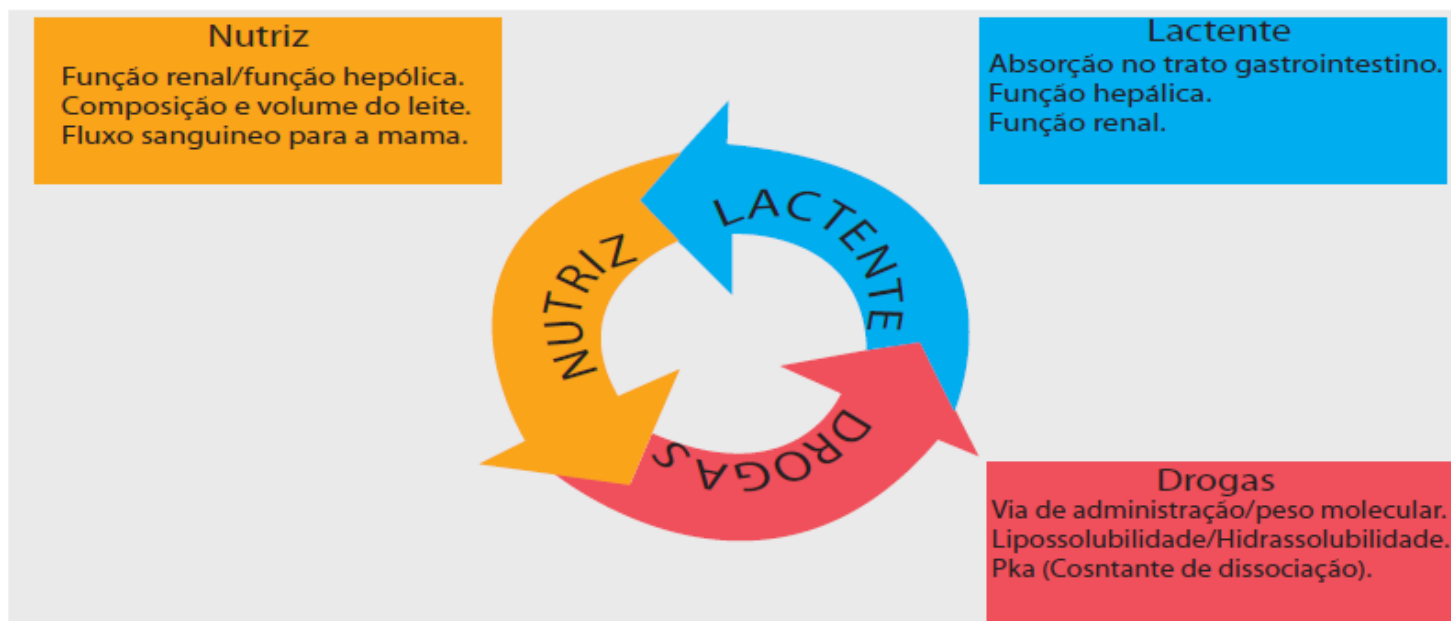 Nutriz
Função renal/função hepólica.
Composição e volume do leite.
Fluxo sanguineo para a mama.
Lactente
Absorção no trato gastrointestino.
Função hepálica.
Função renal.
LACTENTE
NUTRIZ
DROGAS
Drogas
Via de administração/peso molecular.
Lipossolubilidade/Hidrassolubilidade.
Pka (Cosntante de dissociação).